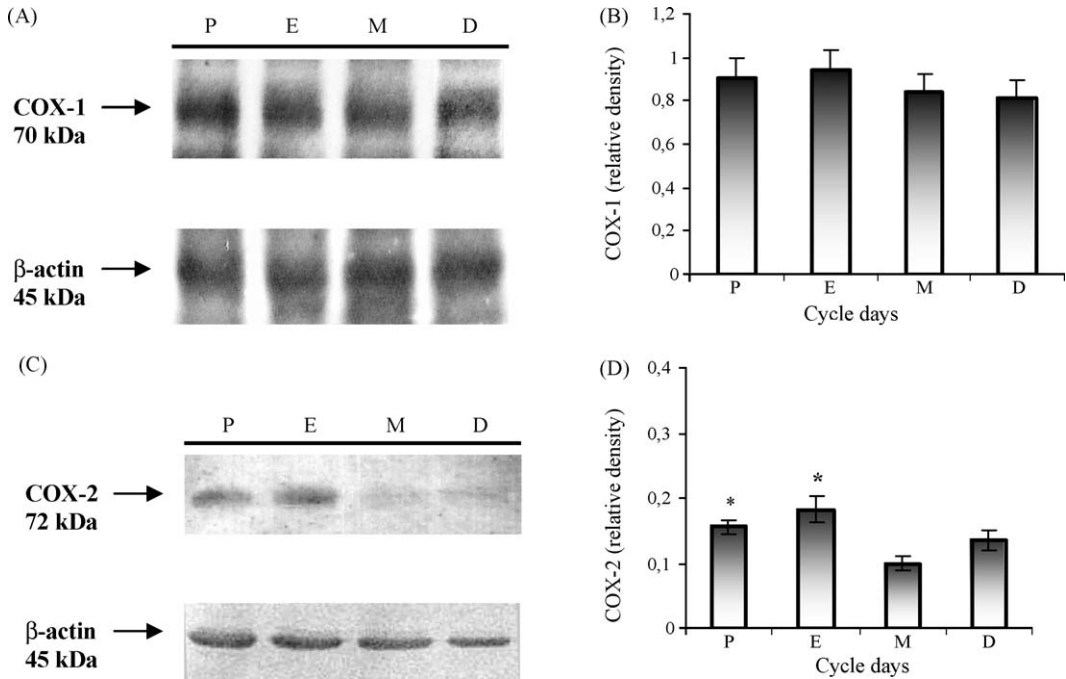 (A)
P E M D
COX-1
70 kDa
β-actin
45 kDa
(B)
COX-1 (relative density)
1,2
1
0,8
0,6
0,4
0,2
0
P E M D
Cycle days
(C)
P E M D
COX-2
72 kDa
β-actin
45 kDa
(D)
COX-2 (relative density)
0,4
0,3
0,2
0,1
0
* *
P E M D
Cycle days